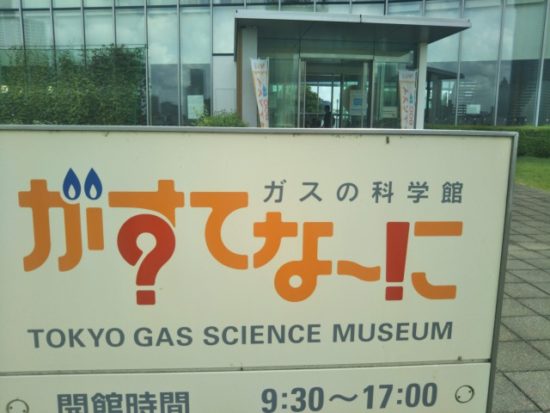 ガスの科学館
がすてなーに
TOKYO GAS SCIENCE MUSEUM
開館時間 9:30～17:00